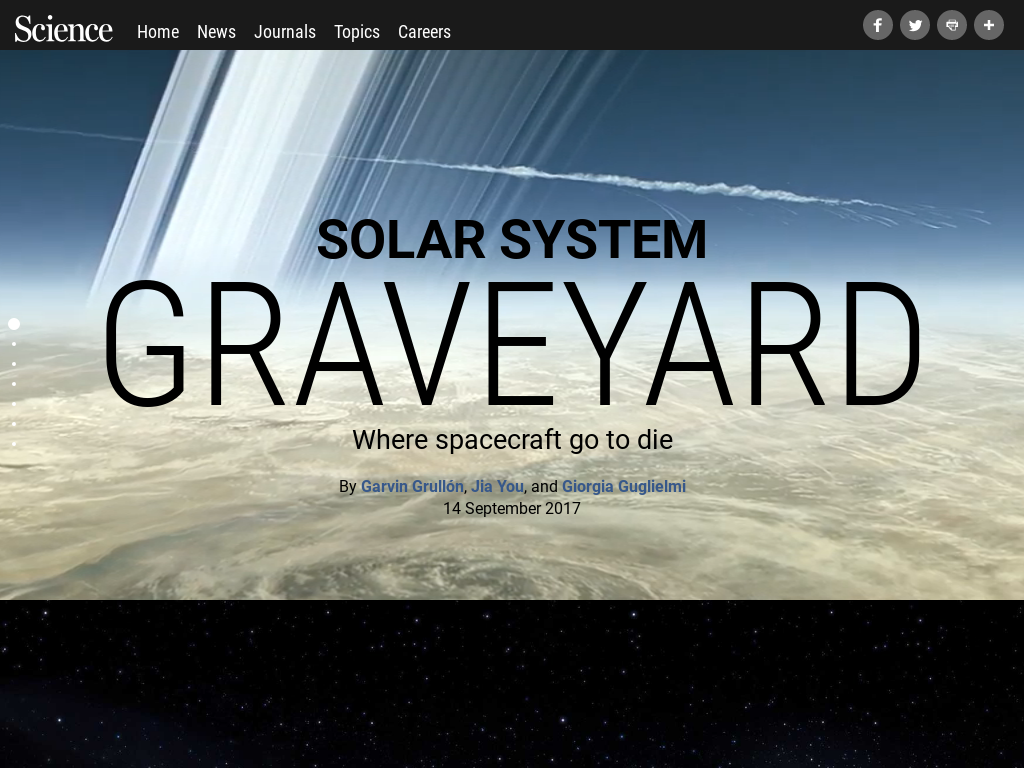 Science
Home News Journals Topics Careers
SOLAR SYSTEM
GRAVEYARD
Where spacecraft go to die
By Garvin Grullón, Jia You, and Giorgia Guglielmi
14 September 2017